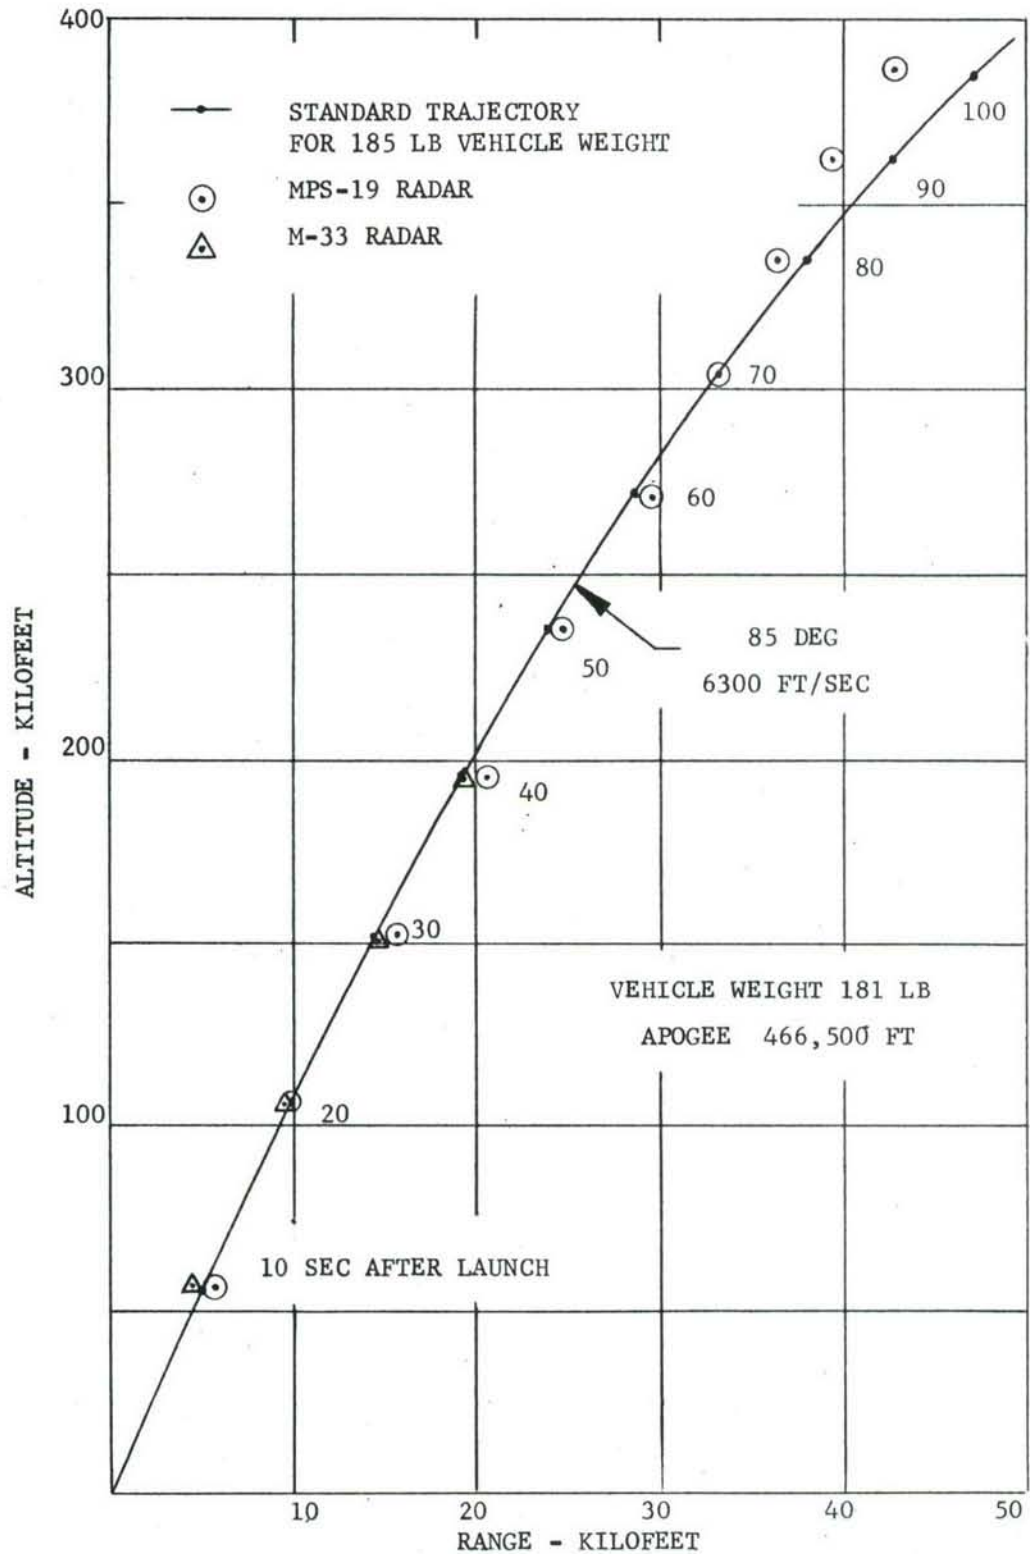 400
STANDARD TRAJECTORY
FOR 185 LB VEHICLE WEIGHT
MPS-19 RADAR
M-33 RADAR
100
90
80
300
70
60
85 DEG
6300 FT/SEC
50
ALTITUDE - KILOFEET
200
40
30
VEHICLE WEIGHT 181 LB
APOGEE 466,500 FT
100
20
10 SEC AFTER LAUNCH
10
20
30
40
50
RANGE - KILOFEET